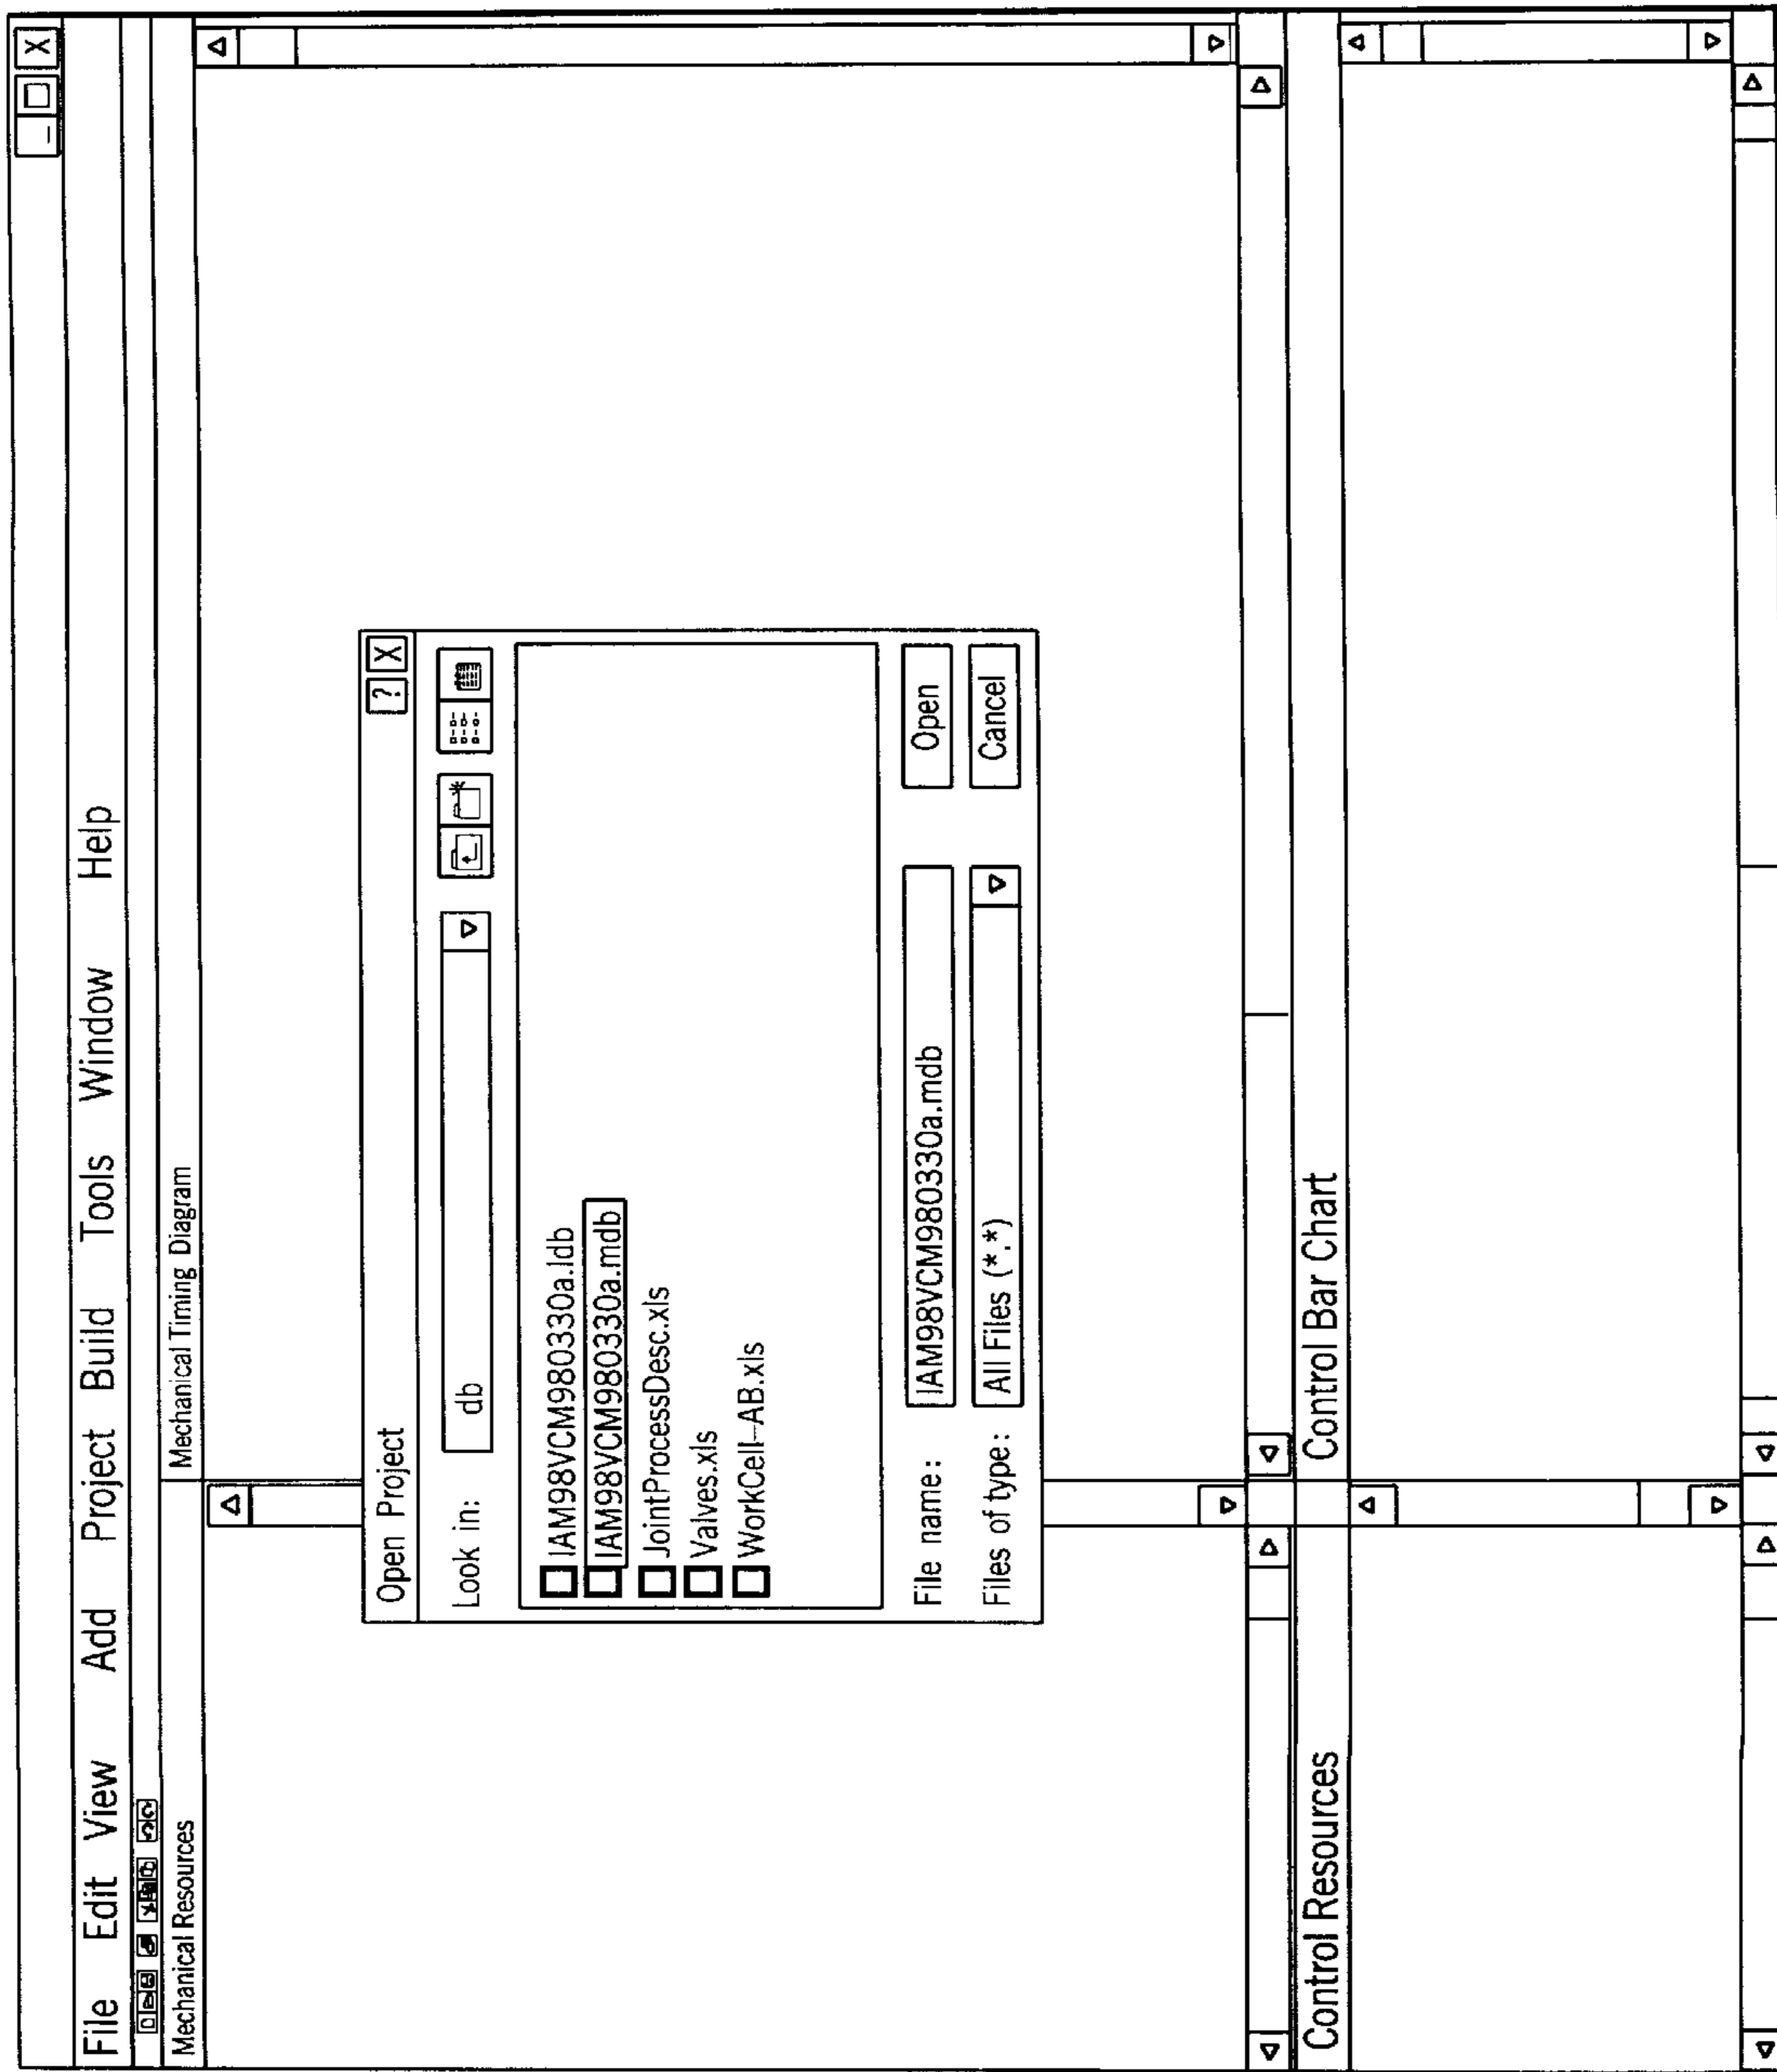 File Edit View Add Project Build Tools Window Help
Mechanical Resources
Mechanical Timing Diagram
Open Project
? X
Look in: db
IAM98VCM980330a.ldb
IAM98VCM980330a.mdb
JointProcessDesc.xls
Valves.xls
WorkCell-AB.xls
File name: IAM98VCM980330a.mdb Open
Files of type: All Files (*.*) Cancel
Control Resources
Control Bar Chart